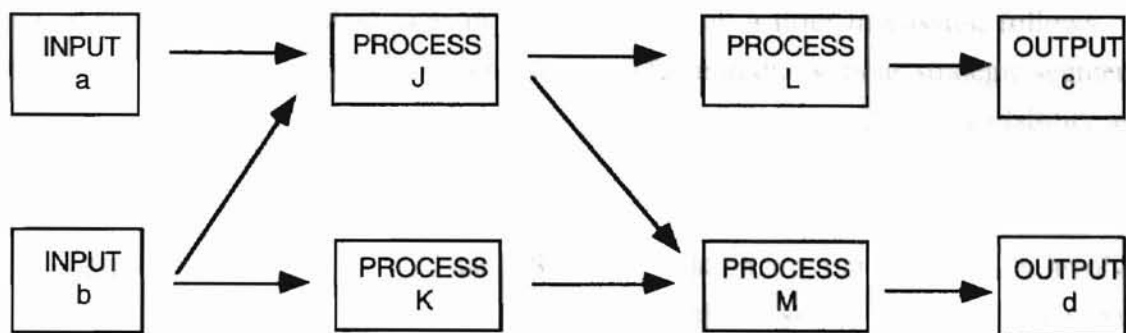 INPUT
a
PROCESS
J
PROCESS
L
OUTPUT
c
INPUT
b
PROCESS
K
PROCESS
M
OUTPUT
d